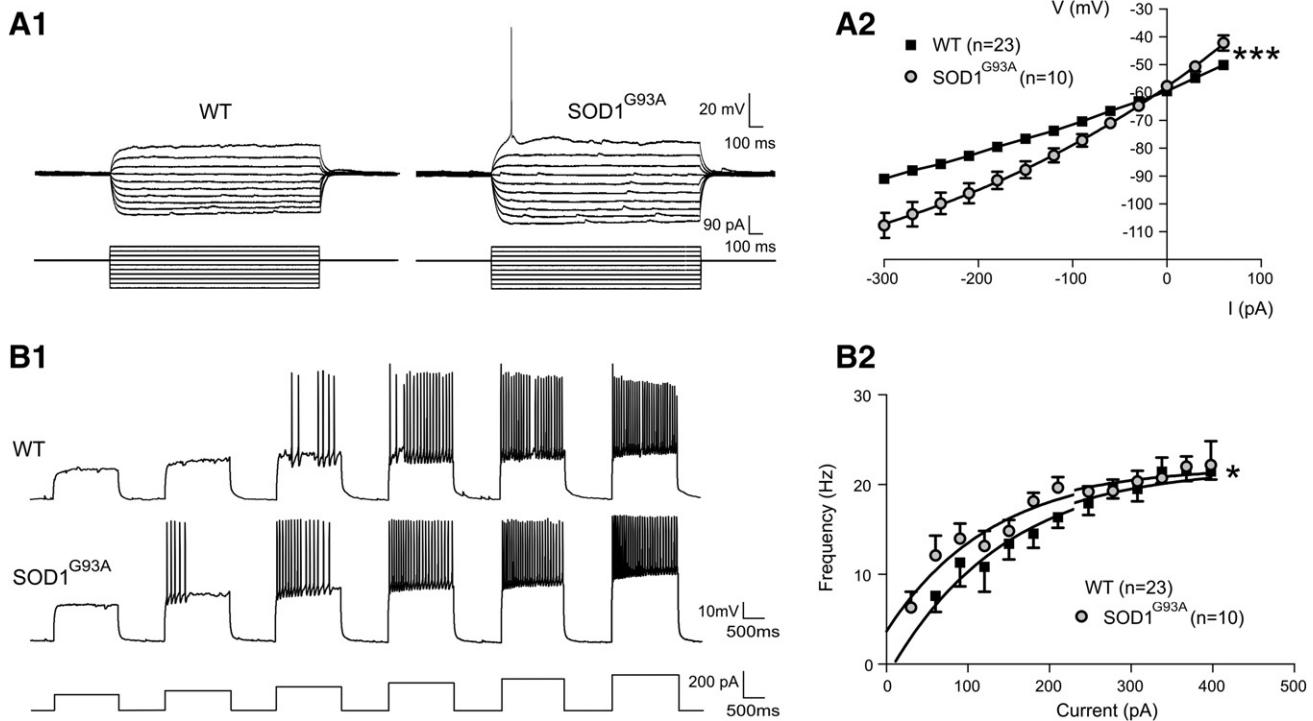 A1
WT
SOD1G93A
20 mV
100 ms
90 pA
100 ms
A2
V (mV)
WT (n=23)
SOD1G93A (n=10)
-30
-40
-50
-60
-70
-80
-90
-100
-110
***
-300
-200
-100
0
100
I (pA)
B1
WT
SOD1G93A
10mV
500ms
200 pA
500ms
B2
30
20
10
0
Frequency (Hz)
*
WT (n=23)
SOD1G93A (n=10)
0
100
200
300
400
500
Current (pA)